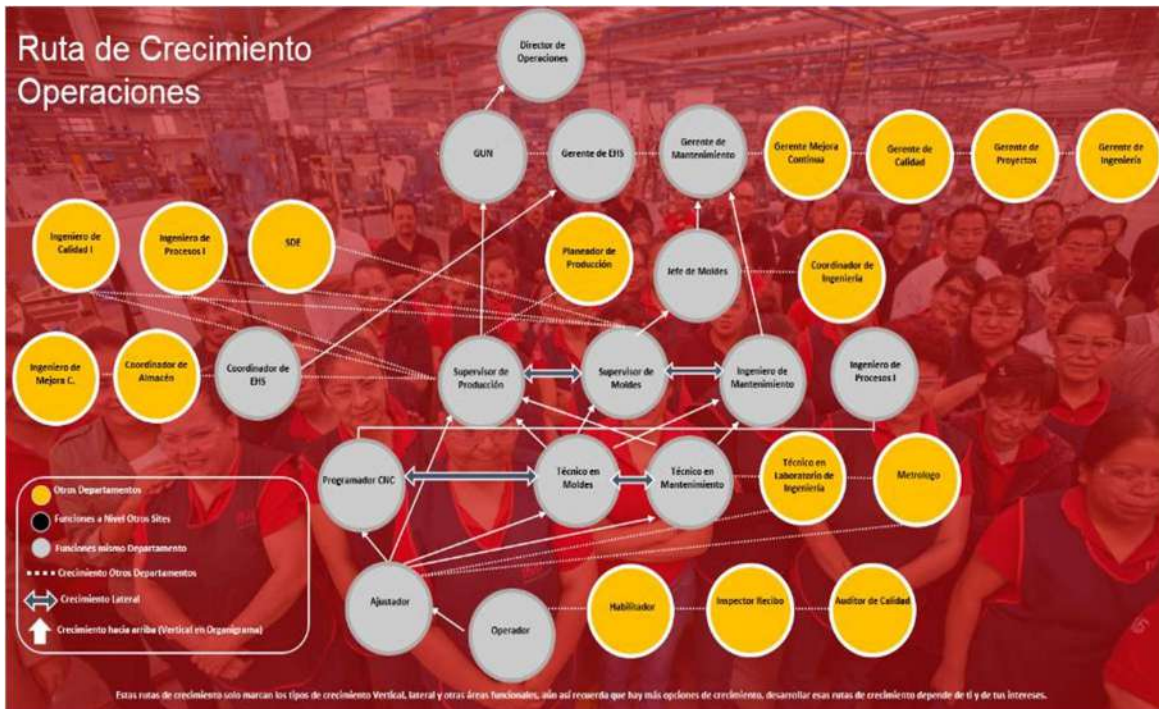 Ruta de Crecimiento
Operaciones
Director de
Operaciones
GUN
Gerente de EHS
Gerente de
Mantenimiento
Gerente Mejora
Continua
Gerente de
Calidad
Gerente de
Proyectos
Gerente de
Ingeniería
Ingeniero de
Calidad I
Ingeniero de
Procesos I
SDE
Planeador de
Producción
Jefe de Moldes
Coordinador de
Ingeniería
Ingeniero de
Mejora C.
Coordinador de
Almacén
Coordinador de
EHS
Supervisor de
Producción
Supervisor de
Moldes
Ingeniero de
Mantenimiento
Ingeniero de
Procesos I
Programador CNC
Técnico en
Moldes
Técnico en
Mantenimiento
Técnico en
Laboratorio de
Ingeniería
Metrologo
Otros Departamentos
Funciones a Nivel Otros Sites
Funciones mismo Departamento
Crecimiento Otros Departamentos
Crecimiento Lateral
Crecimiento hacia arriba (Vertical en Organigrama)
Ajustador
Operador
Habilitador
Inspector Recibo
Auditor de Calidad
Estas rutas de crecimiento solo marcan los tipos de crecimiento Vertical, lateral y otras áreas funcionales, aún así recuerda que hay más opciones de crecimiento, desarrollar esas rutas de crecimiento depende de ti y de tus intereses.